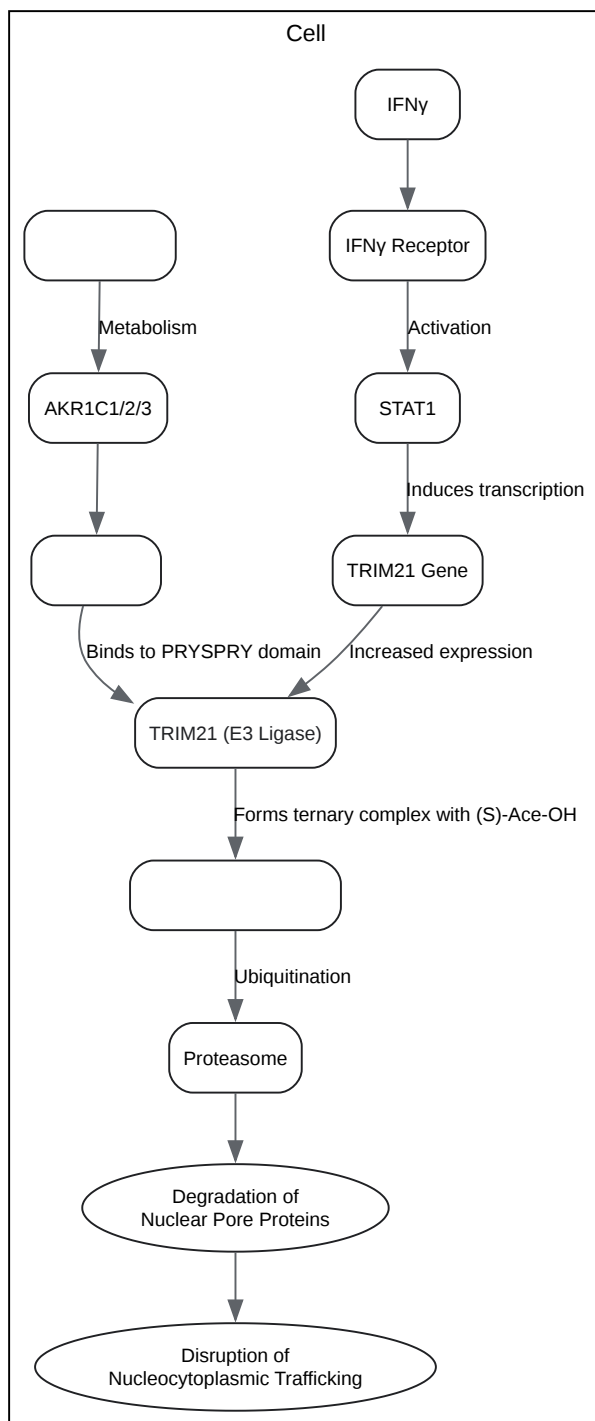 Cell
IFNγ
IFNγ Receptor
Metabolism
Activation
AKR1C1/2/3
STAT1
Induces transcription
TRIM21 Gene
Binds to PRYSPRY domain
Increased expression
TRIM21 (E3 Ligase)
Forms ternary complex with (S)-Ace-OH
Ubiquitination
Proteasome
Degradation of
Nuclear Pore Proteins
Disruption of
Nucleocytoplasmic Trafficking